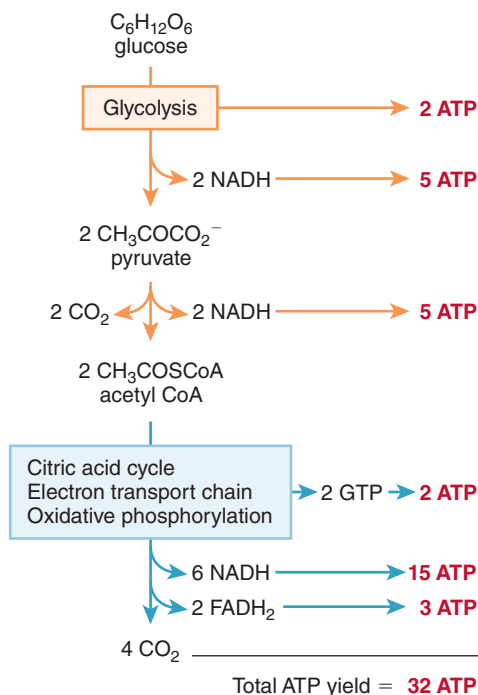 C₆H₁₂O₆
glucose
Glycolysis
2 ATP
2 NADH
5 ATP
2 CH₃COCO₂⁻
pyruvate
2 CO₂
2 NADH
5 ATP
2 CH₃COSCoA
acetyl CoA
Citric acid cycle
Electron transport chain
Oxidative phosphorylation
2 GTP
2 ATP
6 NADH
15 ATP
2 FADH₂
3 ATP
4 CO₂
Total ATP yield = 32 ATP